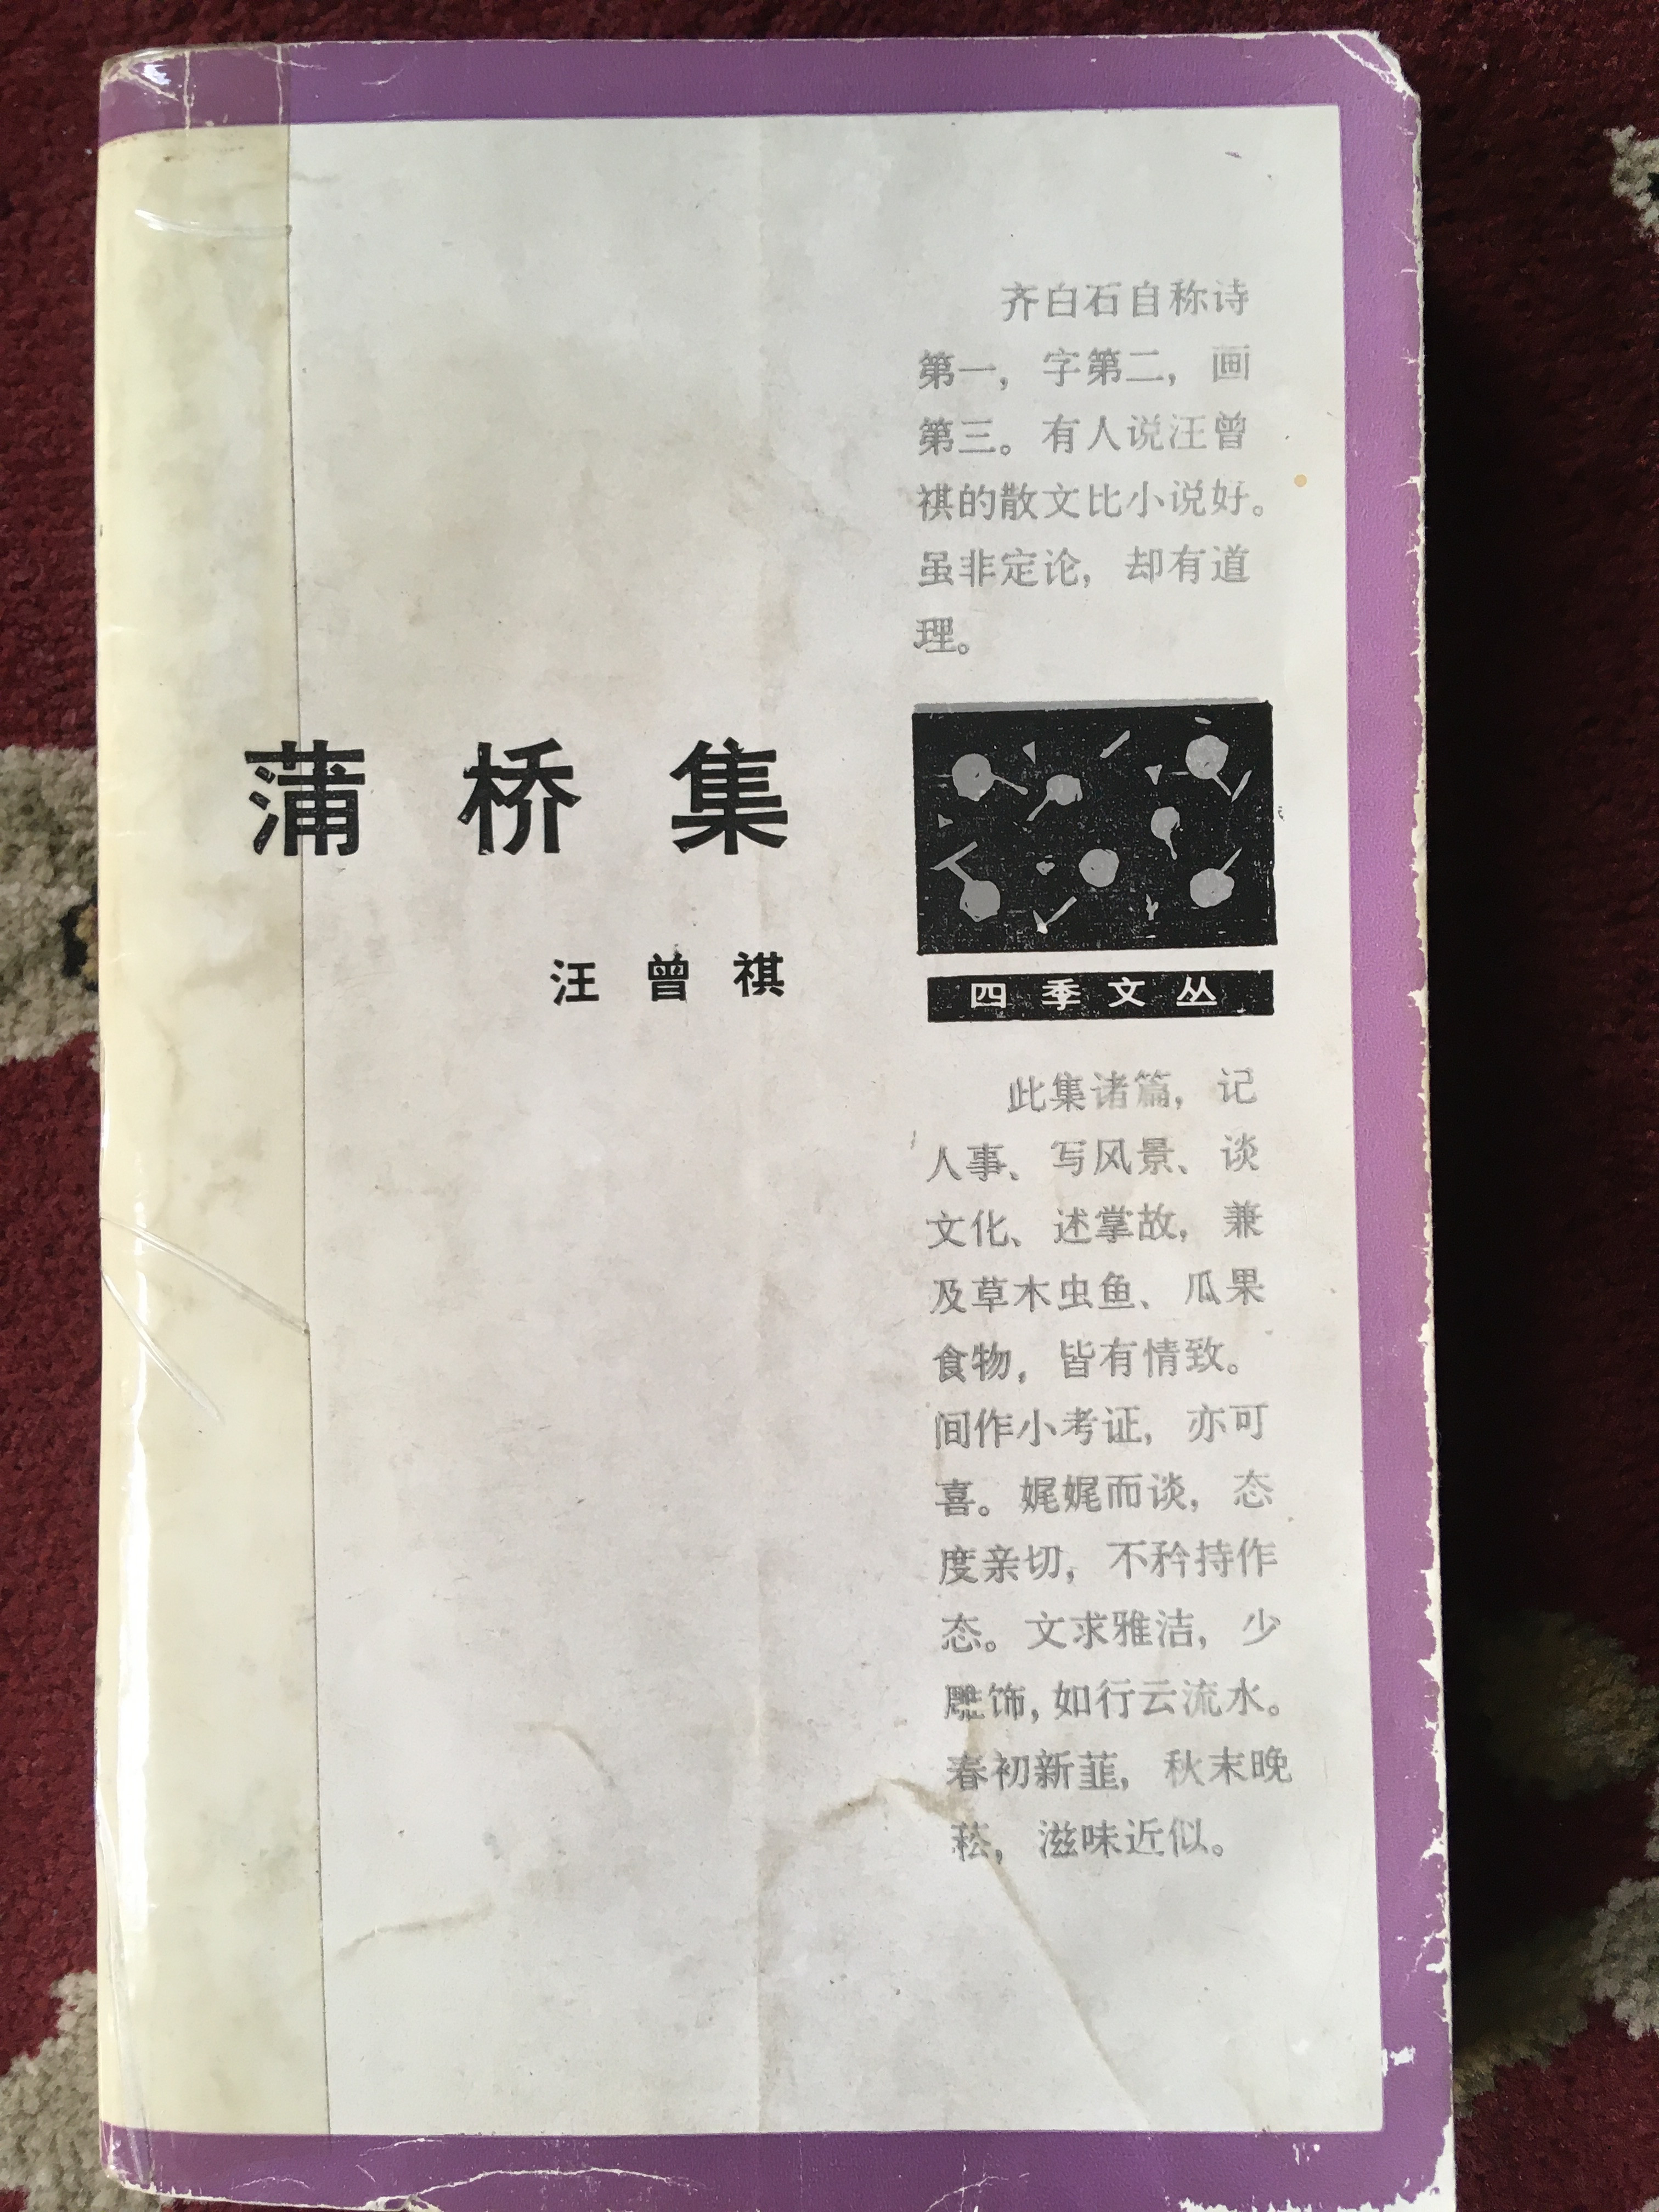 齐白石自称诗
第一，字第二，画
第三。有人说汪曾
祺的散文比小说好。
虽非定论，却有道
理。
蒲桥集
汪曾祺
四季文丛
此集诸篇，记
人事、写风景、谈
文化、述掌故，兼
及草木虫鱼、瓜果
食物，皆有情致。
间作小考证，亦可
喜。娓娓而谈，态
度亲切，不矜持作
态。文求雅洁，少
雕饰，如行云流水。
春初新韮，秋末晚
菘，滋味近似。